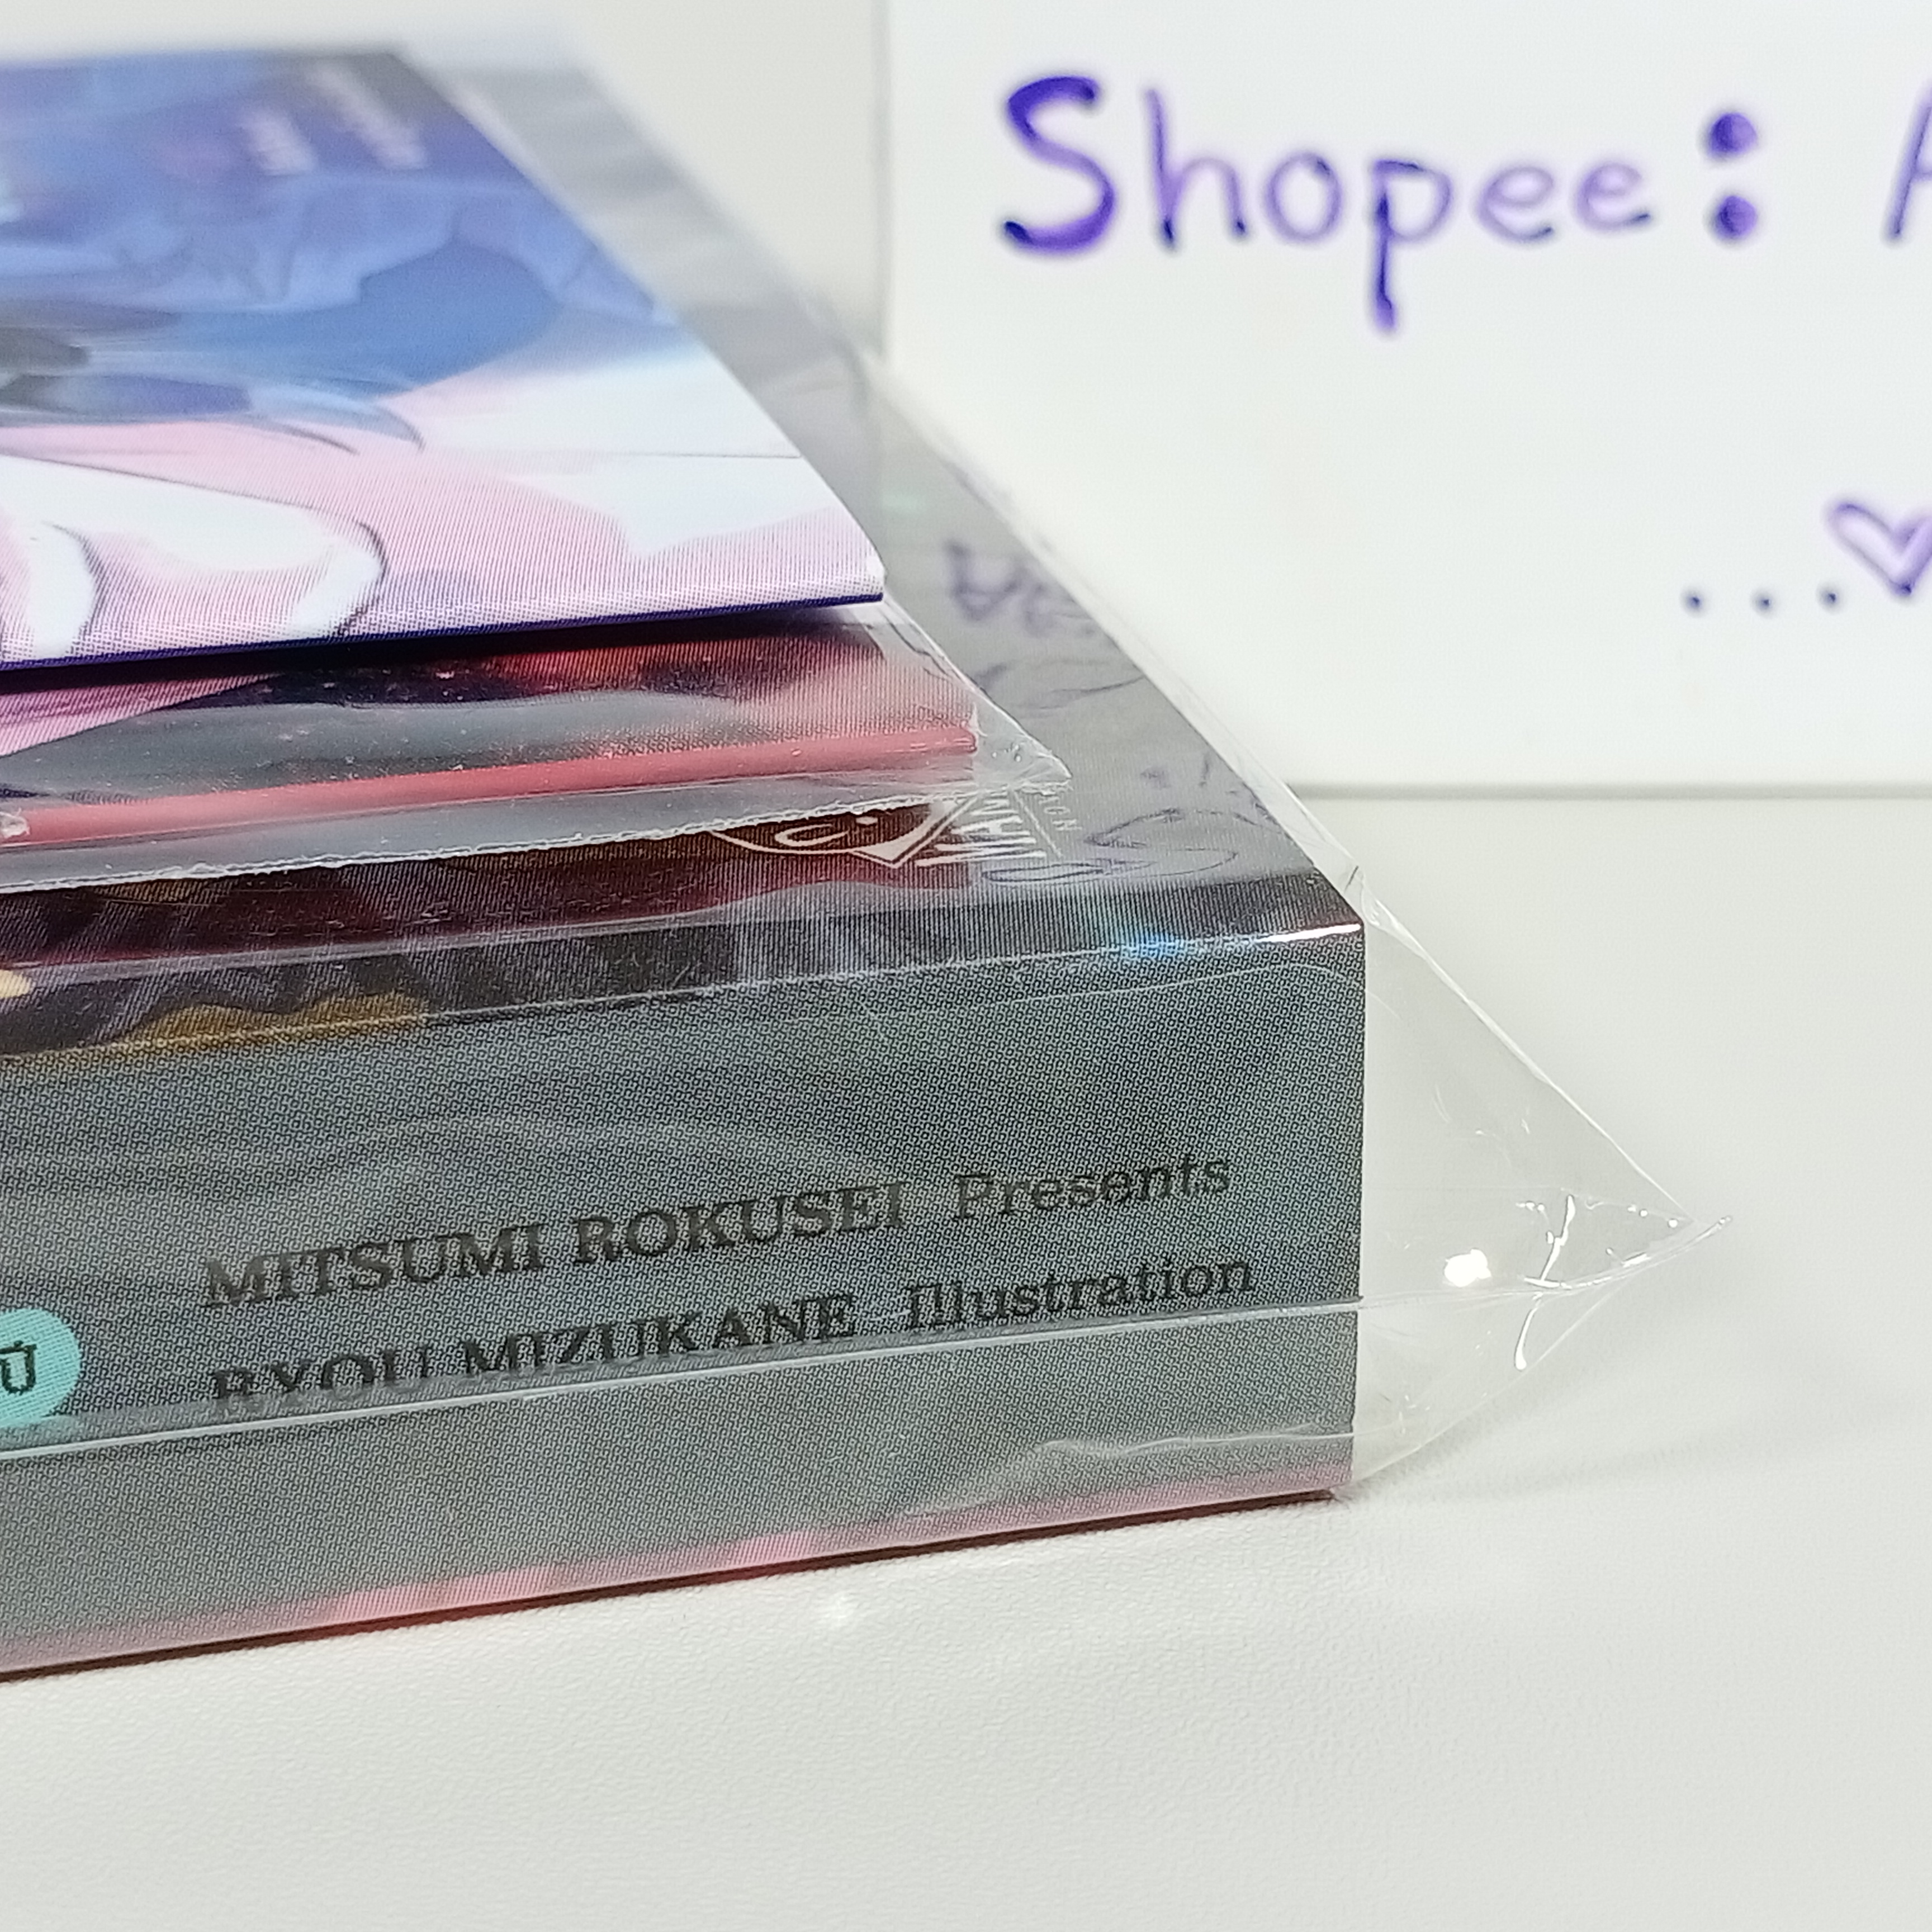 Shopee:
...♡
MITSUMI ROKUSEI Presents
RYOU MIZUKANE Illustration